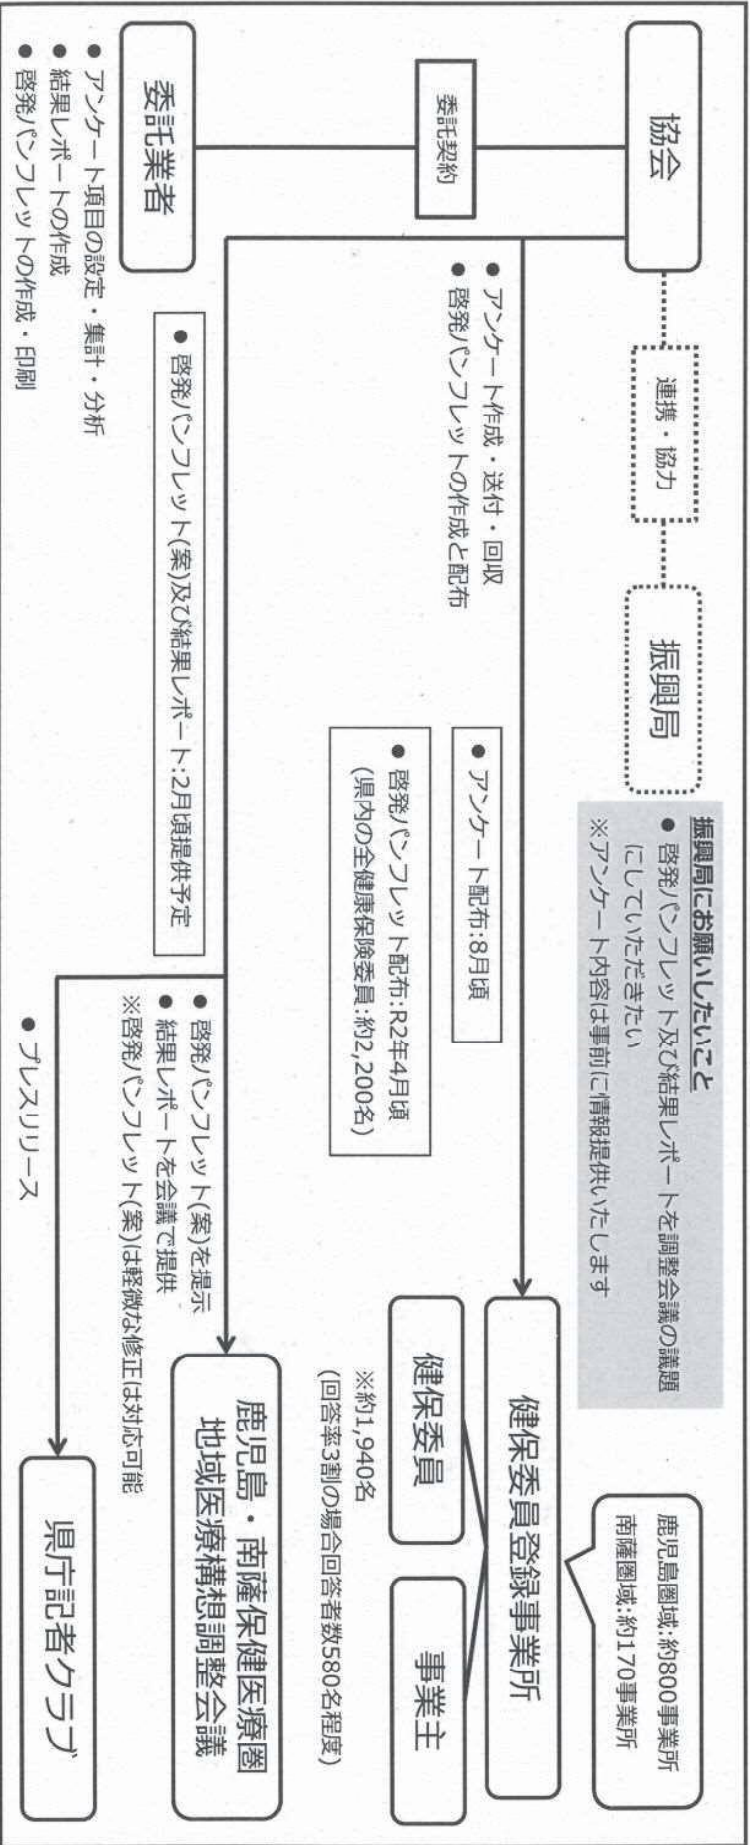 協会
連携・協力
振興局
振興局にお願いしたいこと
● 啓発パンフレット及び結果レポートを調整会議の議題
にしていただきたい
※アンケート内容は事前に情報提供いたします
鹿児島圏域:約800事業所
南薩圏域:約170事業所
委託契約
● アンケート作成・送付・回収
● 啓発パンフレットの作成と配布
● アンケート配布:8月頃
● 啓発パンフレット配布:R2年4月頃
(県内の全健康保険委員:約2,200名)
健保委員登録事業所
健保委員
事業主
※約1,940名
(回答率3割の場合回答者数580名程度)
委託業者
● アンケート項目の設定・集計・分析
● 結果レポートの作成
● 啓発パンフレットの作成・印刷
● 啓発パンフレット(案)及び結果レポート:2月頃提供予定
● 啓発パンフレット(案)を提示
● 結果レポートを会議で提供
※啓発パンフレット(案)は軽微な修正は対応可能
鹿児島・南薩保健医療圏
地域医療構想調整会議
● プレスリリース
県庁記者クラブ